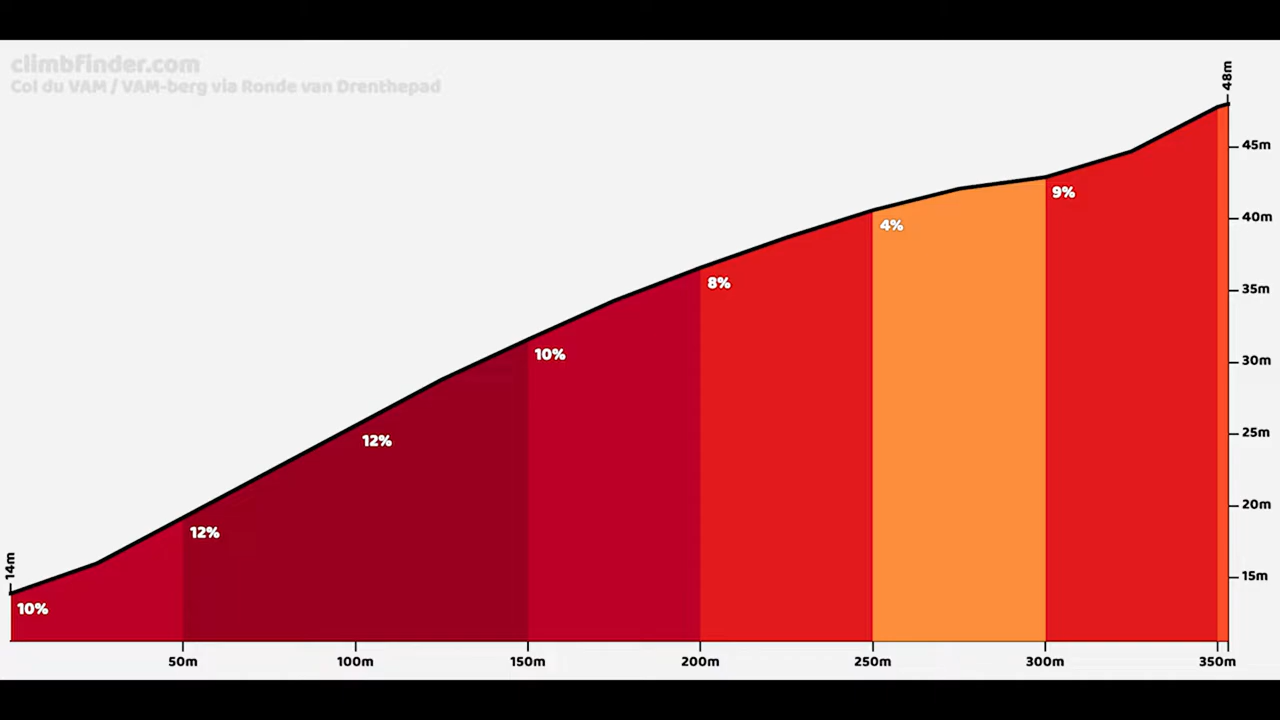 climbfinder.com
Col du VAM / VAM-berg via Ronde van Drenthepad
48m
45m
9%
40m
4%
8%
35m
10%
30m
12%
25m
12%
20m
14m
15m
10%
50m
100m
150m
200m
250m
300m
350m